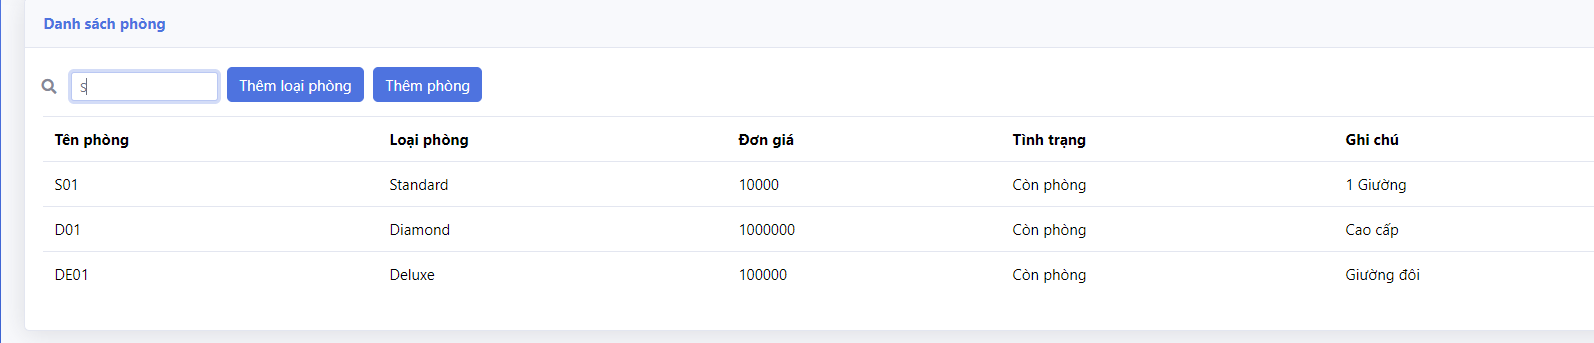 Danh sách phòng
s Thêm loại phòng Thêm phòng
Tên phòng Loại phòng Đơn giá Tình trạng Ghi chú
S01 Standard 10000 Còn phòng 1 Giường
D01 Diamond 1000000 Còn phòng Cao cấp
DE01 Deluxe 100000 Còn phòng Giường đôi